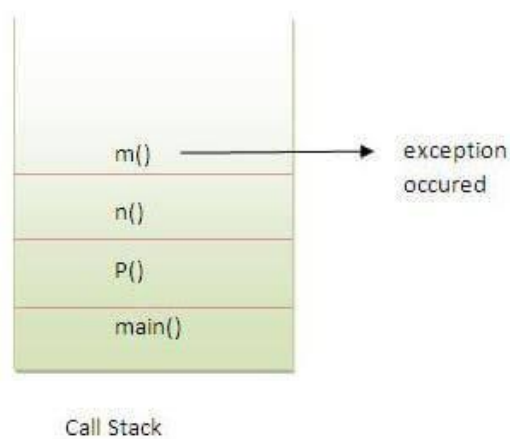 m()
exception
occured
n()
P()
main()
Call Stack